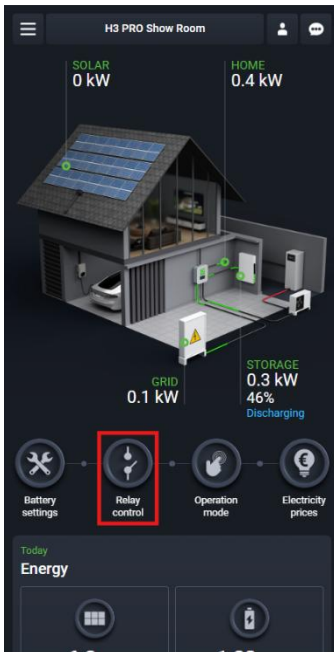 H3 PRO Show Room
SOLAR
0 kW
HOME
0.4 kW
GRID
0.1 kW
STORAGE
0.3 kW
46%
Discharging
Battery
settings
Relay
control
Operation
mode
Electricity
prices
Today
Energy